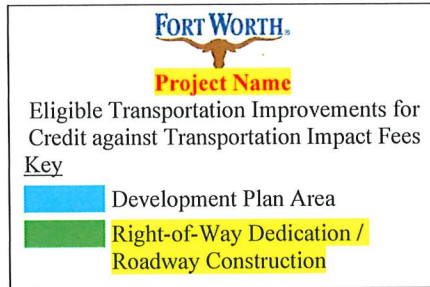 FORT WORTH®
Project Name
Eligible Transportation Improvements for
Credit against Transportation Impact Fees
Key
Development Plan Area
Right-of-Way Dedication /
Roadway Construction